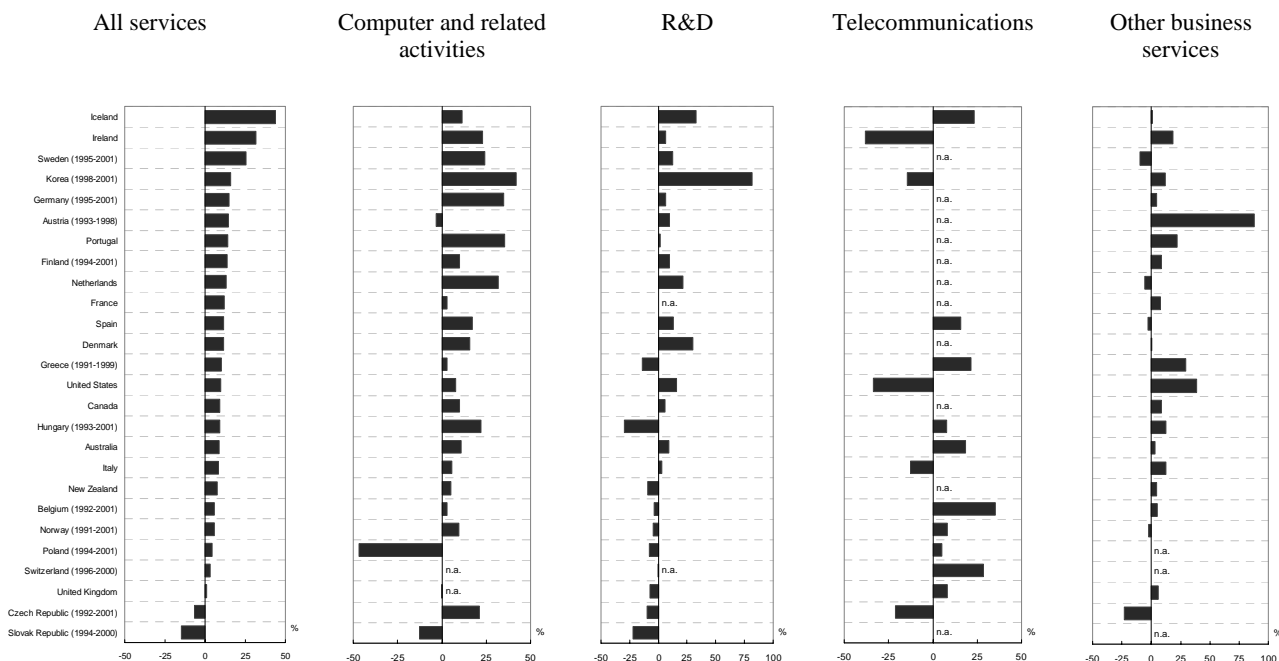 All services
Computer and related
activities
R&D
Telecommunications
Other business
services
Iceland
Ireland
Sweden (1995-2001)
n.a.
Korea (1998-2001)
Germany (1995-2001)
n.a.
Austria (1993-1998)
n.a.
Portugal
n.a.
Finland (1994-2001)
n.a.
Netherlands
n.a.
France
n.a.
n.a.
Spain
Denmark
n.a.
Greece (1991-1999)
United States
Canada
n.a.
Hungary (1993-2001)
Australia
Italy
New Zealand
n.a.
Belgium (1992-2001)
Norway (1991-2001)
Poland (1994-2001)
n.a.
Switzerland (1996-2000)
n.a.
n.a.
n.a.
United Kingdom
n.a.
Czech Republic (1992-2001)
Slovak Republic (1994-2000)
%
%
%
n.a.
%
n.a.
%
-50 -25 0 25 50
-50 -25 0 25 50
-50 -25 0 25 50 75 100
-50 -25 0 25 50
-50 -25 0 25 50 75 100